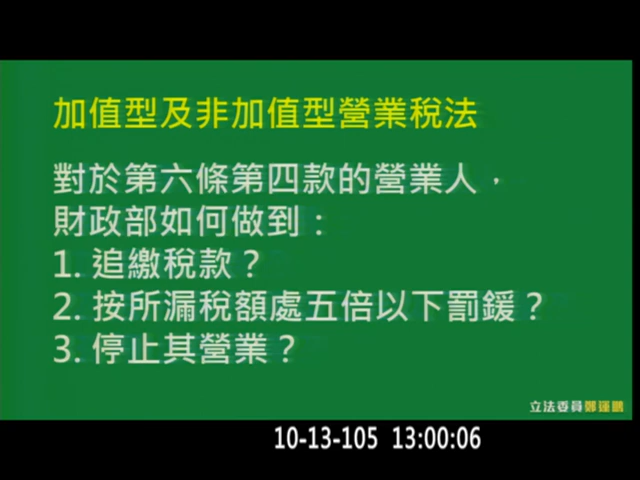 加值型及非加值型營業稅法
對於第六條第四款的營業人，
財政部如何做到：
1. 追繳稅款？
2. 按所漏稅額處五倍以下罰鍰？
3. 停止其營業？
立法委員鄭運鵬
10-13-105 13:00:06